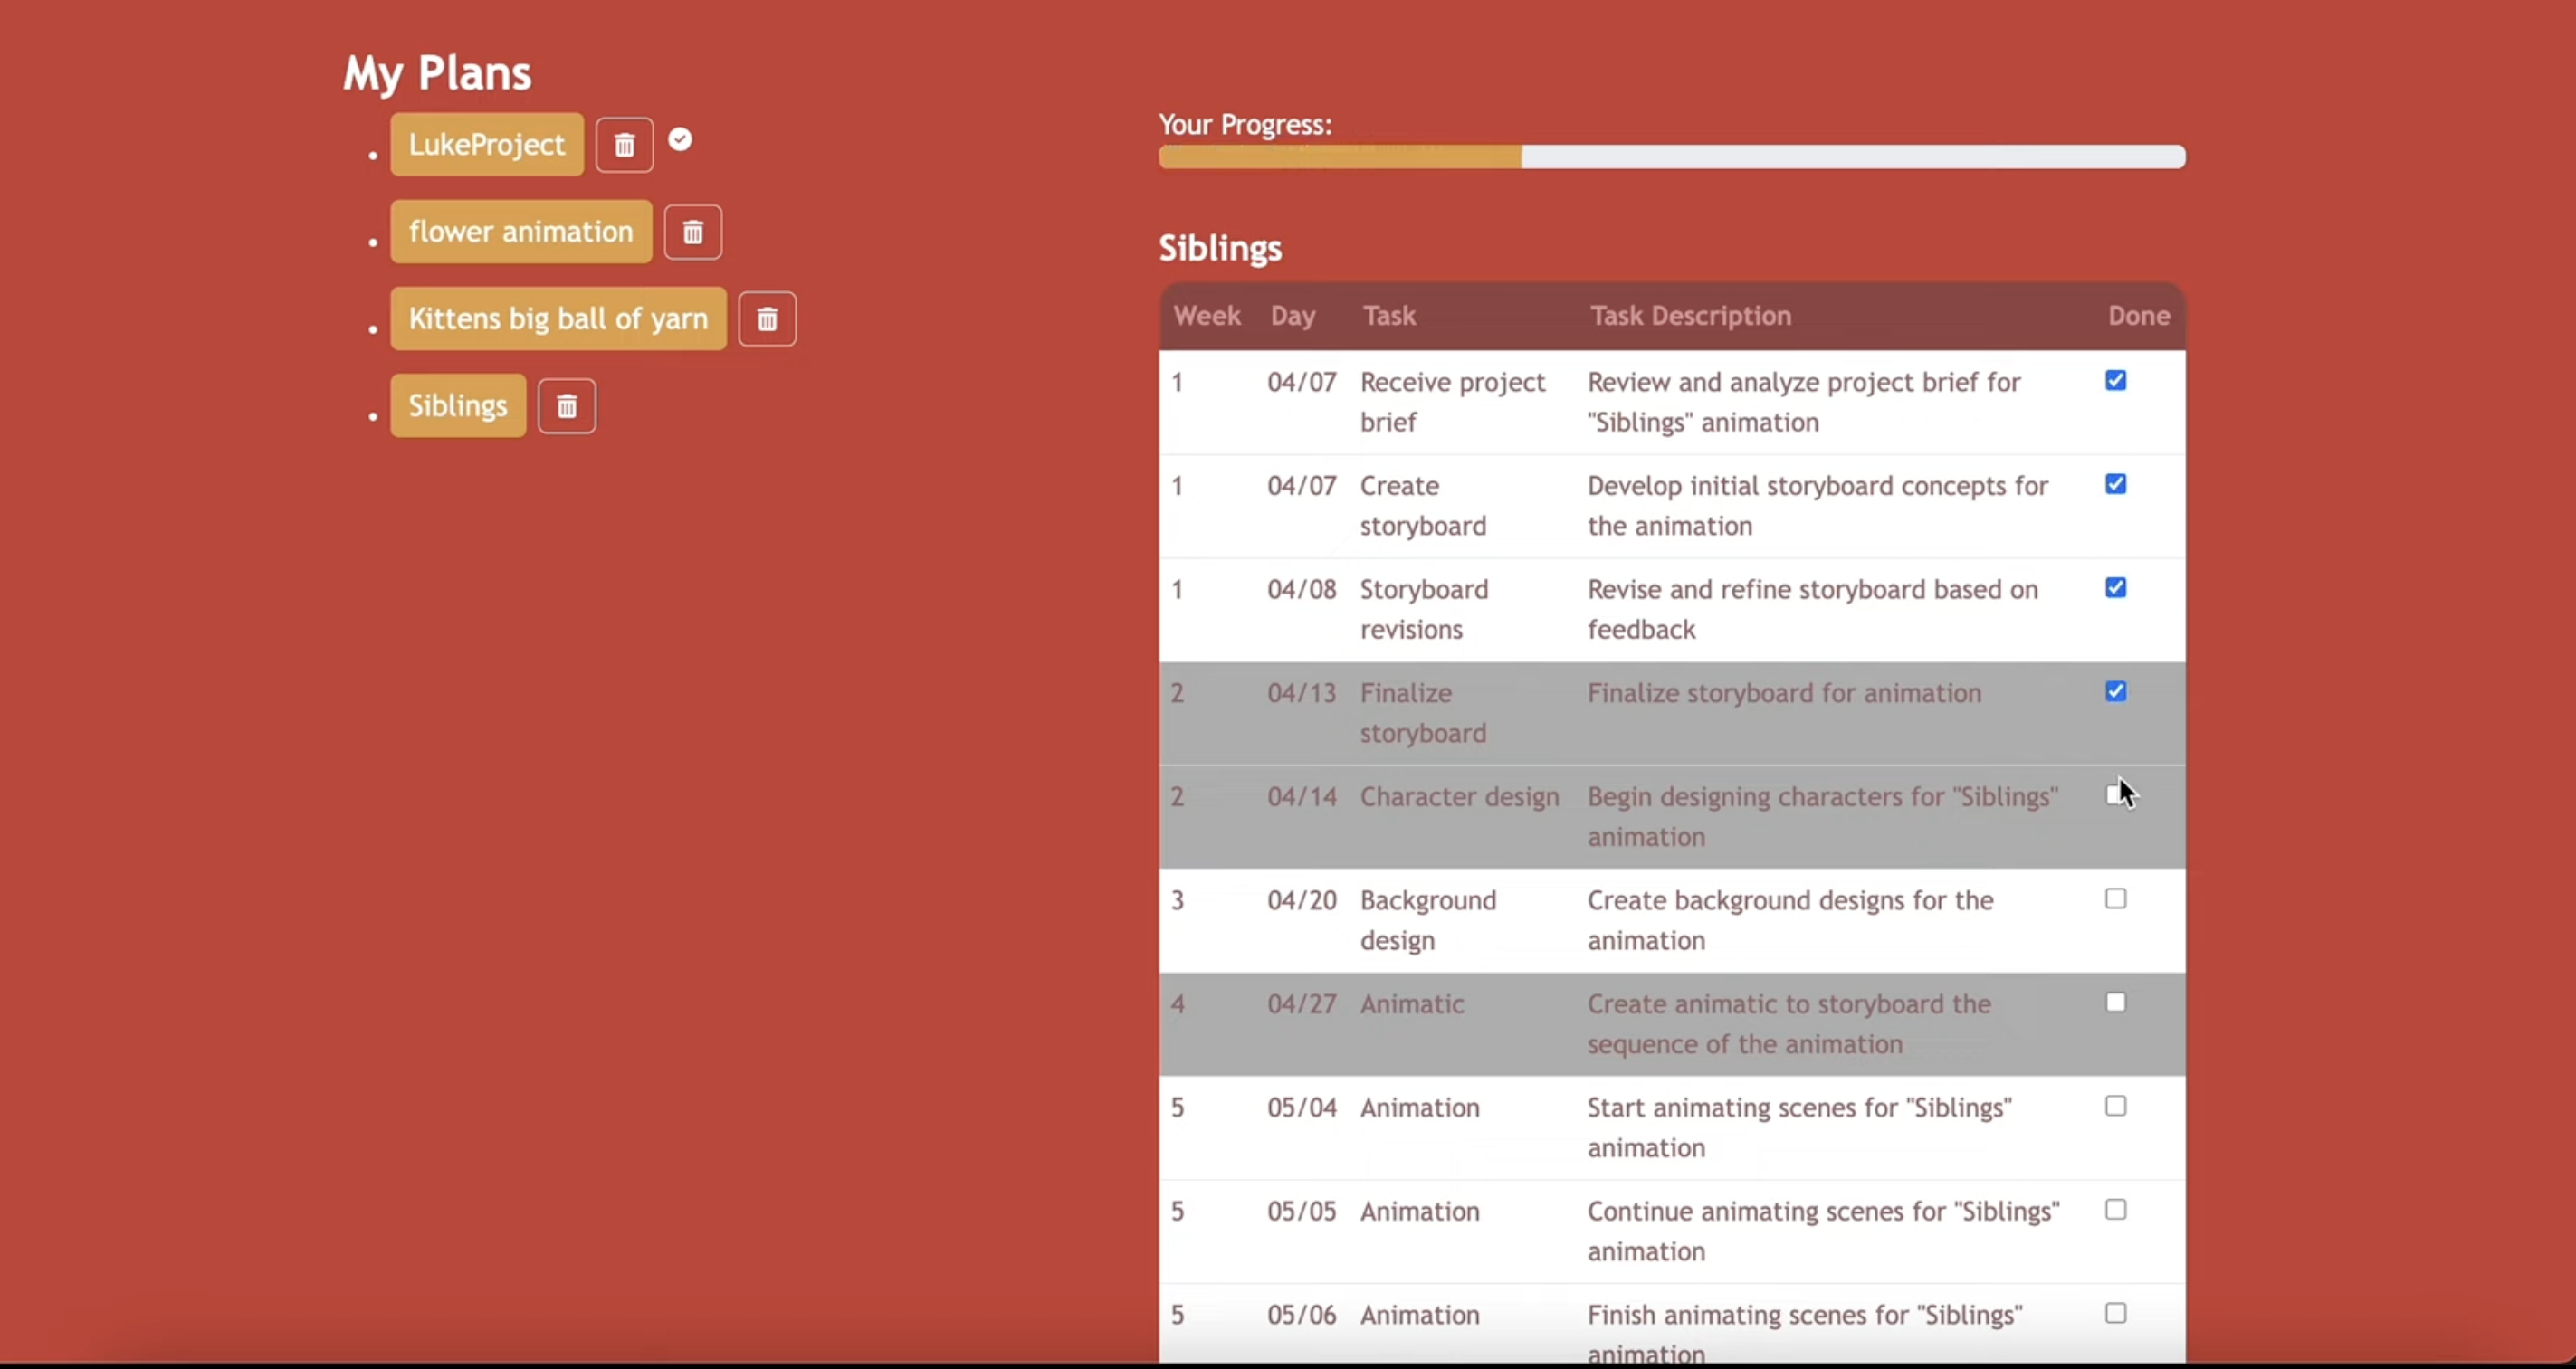 My Plans
LukeProject
flower animation
Kittens big ball of yarn
Siblings
Your Progress:
Siblings
Week Day Task Task Description Done
1 04/07 Receive project Review and analyze project brief for
brief "Siblings" animation
1 04/07 Create Develop initial storyboard concepts for
storyboard the animation
1 04/08 Storyboard Revise and refine storyboard based on
revisions feedback
2 04/13 Finalize Finalize storyboard for animation
storyboard
2 04/14 Character design Begin designing characters for "Siblings"
animation
3 04/20 Background Create background designs for the
design animation
4 04/27 Animatic Create animatic to storyboard the
sequence of the animation
5 05/04 Animation Start animating scenes for "Siblings"
animation
5 05/05 Animation Continue animating scenes for "Siblings"
animation
5 05/06 Animation Finish animating scenes for "Siblings"
animation